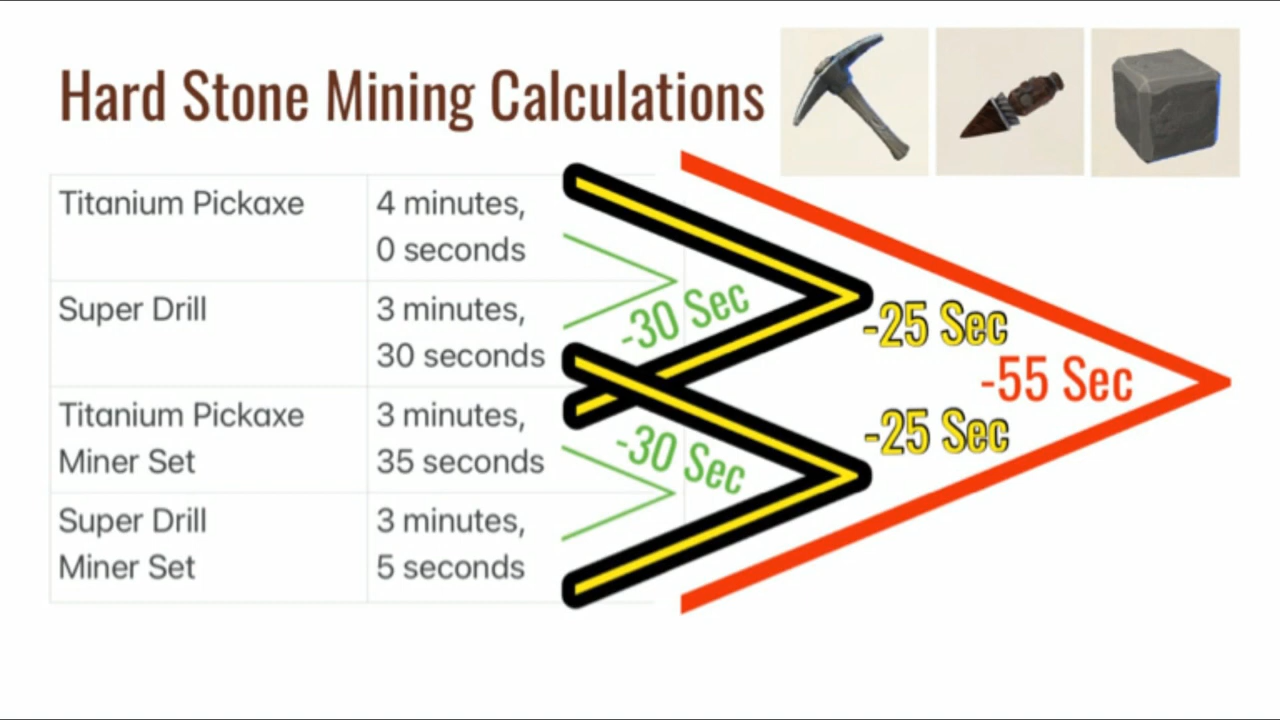 Hard Stone Mining Calculations
Titanium Pickaxe
4 minutes,
0 seconds
Super Drill
3 minutes,
30 seconds
Titanium Pickaxe
Miner Set
3 minutes,
35 seconds
Super Drill
Miner Set
3 minutes,
5 seconds
-30 Sec
-30 Sec
-25 Sec
-25 Sec
-55 Sec